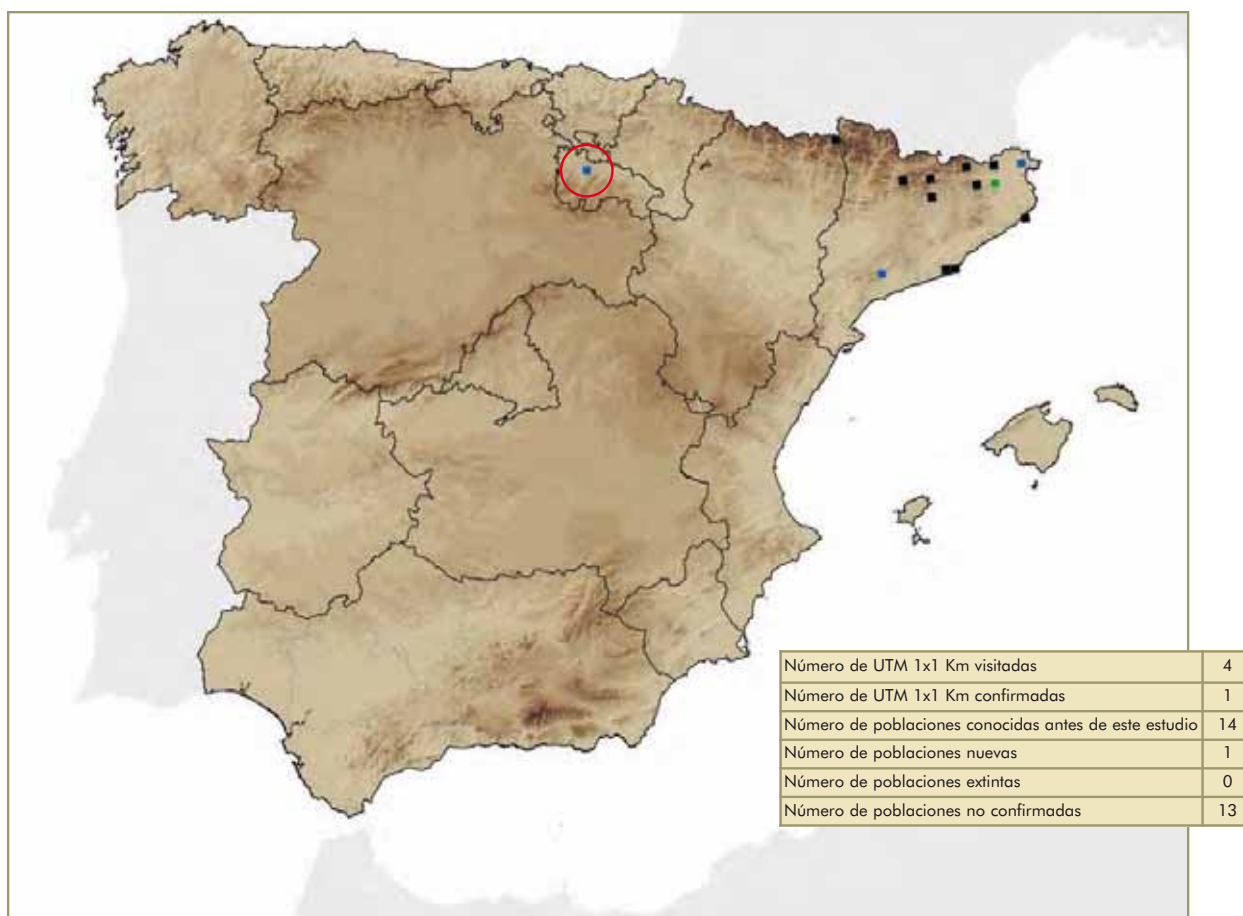 Número de UTM 1x1 Km visitadas 4
Número de UTM 1x1 Km confirmadas 1
Número de poblaciones conocidas antes de este estudio 14
Número de poblaciones nuevas 1
Número de poblaciones extintas 0
Número de poblaciones no confirmadas 13